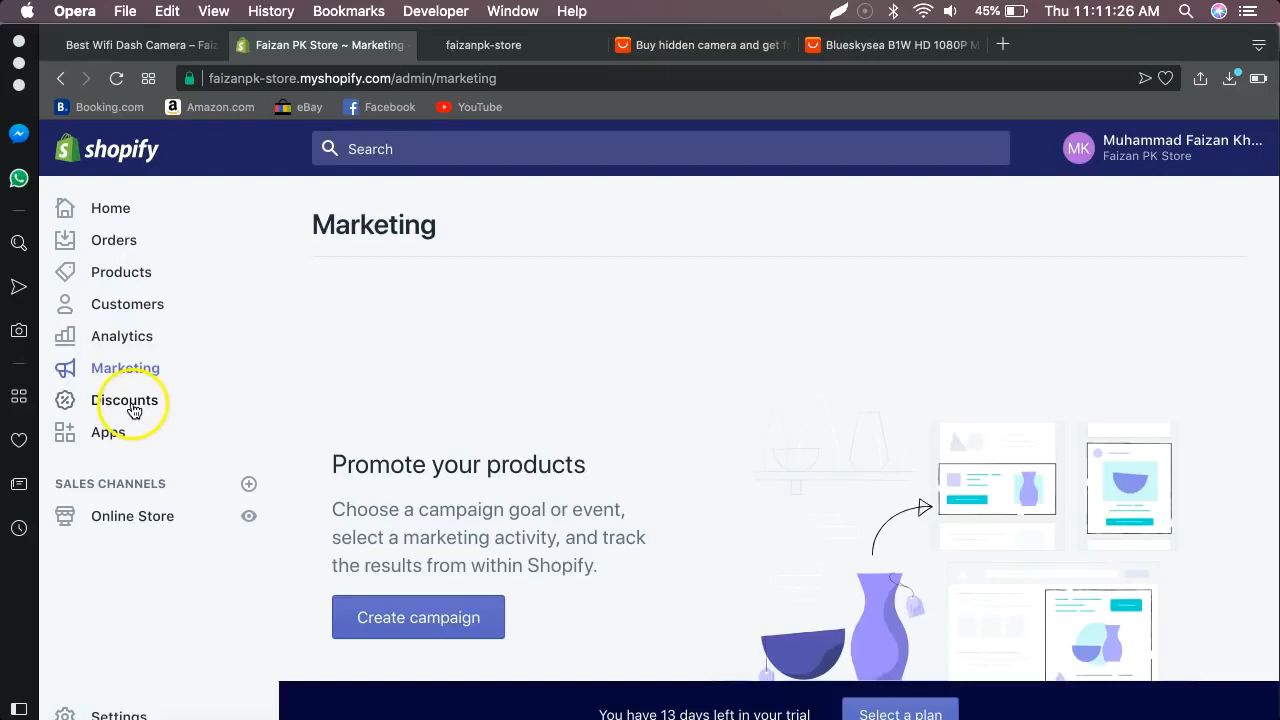 Opera File Edit View History Bookmarks Developer Window Help 45% Thu 11:11:26 AM
Best Wifi Dash Camera – Faiz
Faizan PK Store ~ Marketing
faizanpk-store
Buy hidden camera and get f
Blueskysea B1W HD 1080P M
faizanpk-store.myshopify.com/admin/marketing
Booking.com Amazon.com eBay Facebook YouTube
shopify
Search
MK
Muhammad Faizan Kh...
Faizan PK Store
Home
Orders
Products
Customers
Analytics
Marketing
Discounts
Apps
SALES CHANNELS
Online Store
Settings
Marketing
Promote your products
Choose a campaign goal or event,
select a marketing activity, and track
the results from within Shopify.
Create campaign
You have 13 days left in your trial
Select a plan